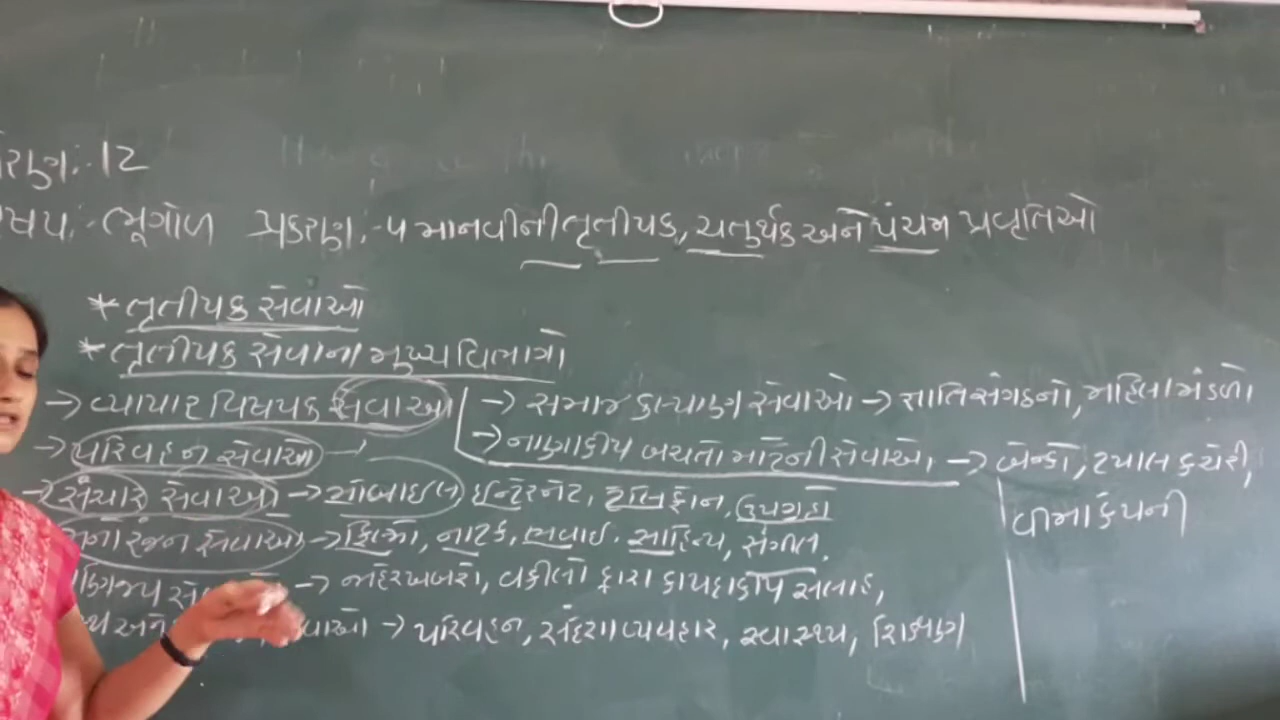 ધોરણ:-12
વિષય:-ભૂગોળ પ્રકરણ:-૫ માનવીની તૃતીયક, ચતુર્થક અને પંચમ પ્રવૃત્તિઓ
* તૃતીયક સેવાઓ
* તૃતીયક સેવાના મુખ્ય વિભાગો
→ વ્યાપાર વિષયક સેવાઓ
→ પરિવહન સેવાઓ →
→ સંચાર સેવાઓ → મોબાઇલ ઇન્ટરનેટ, ટેલિફોન, ઉપગ્રહો
મનોરંજન સેવાઓ → ફિલ્મો, નાટક, ભવાઈ, સાહિત્ય, સંગીત.
→ જાહેરખબરો, વકીલો દ્વારા કાયદાકીય સલાહ,
અને સેવાઓ → પરિવહન, સંદેશાવ્યવહાર, સ્વાસ્થ્ય, શિક્ષણ
→ સમાજ કલ્યાણ સેવાઓ → જ્ઞાતિસંગઠનો, મહિલામંડળો
→ નાણાકીય બચતો માટેની સેવાઓ. → બેન્કો, ટપાલ કચેરી,
વીમાકંપની